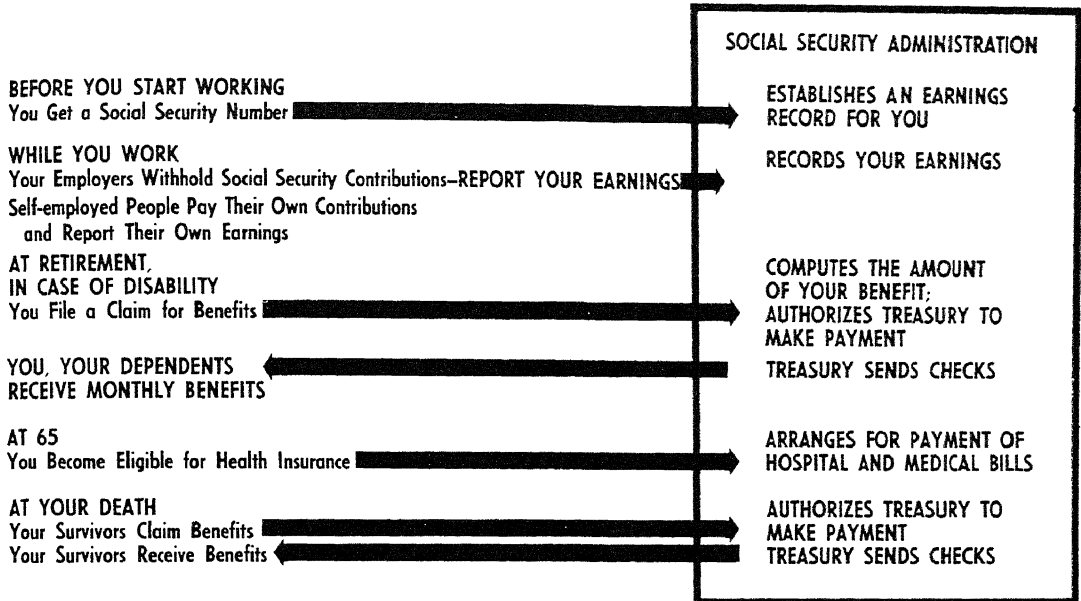 SOCIAL SECURITY ADMINISTRATION
BEFORE YOU START WORKING
You Get a Social Security Number
ESTABLISHES AN EARNINGS
RECORD FOR YOU
WHILE YOU WORK
Your Employers Withhold Social Security Contributions—REPORT YOUR EARNINGS
RECORDS YOUR EARNINGS
Self-employed People Pay Their Own Contributions
and Report Their Own Earnings
AT RETIREMENT,
IN CASE OF DISABILITY
You File a Claim for Benefits
COMPUTES THE AMOUNT
OF YOUR BENEFIT;
AUTHORIZES TREASURY TO
MAKE PAYMENT
YOU, YOUR DEPENDENTS
RECEIVE MONTHLY BENEFITS
TREASURY SENDS CHECKS
AT 65
You Become Eligible for Health Insurance
ARRANGES FOR PAYMENT OF
HOSPITAL AND MEDICAL BILLS
AT YOUR DEATH
Your Survivors Claim Benefits
AUTHORIZES TREASURY TO
MAKE PAYMENT
Your Survivors Receive Benefits
TREASURY SENDS CHECKS